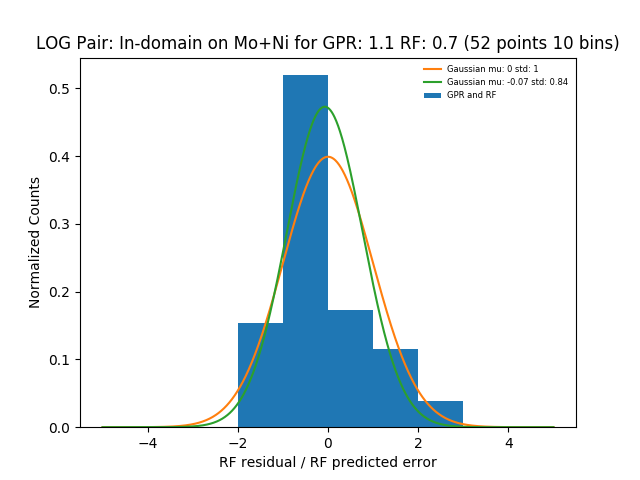 LOG Pair: In-domain on Mo+Ni for GPR: 1.1 RF: 0.7 (52 points 10 bins)
Gaussian mu: 0 std: 1
Gaussian mu: -0.07 std: 0.84
GPR and RF
Normalized Counts
0.5
0.4
0.3
0.2
0.1
0.0
−4 −2 0 2 4
RF residual / RF predicted error